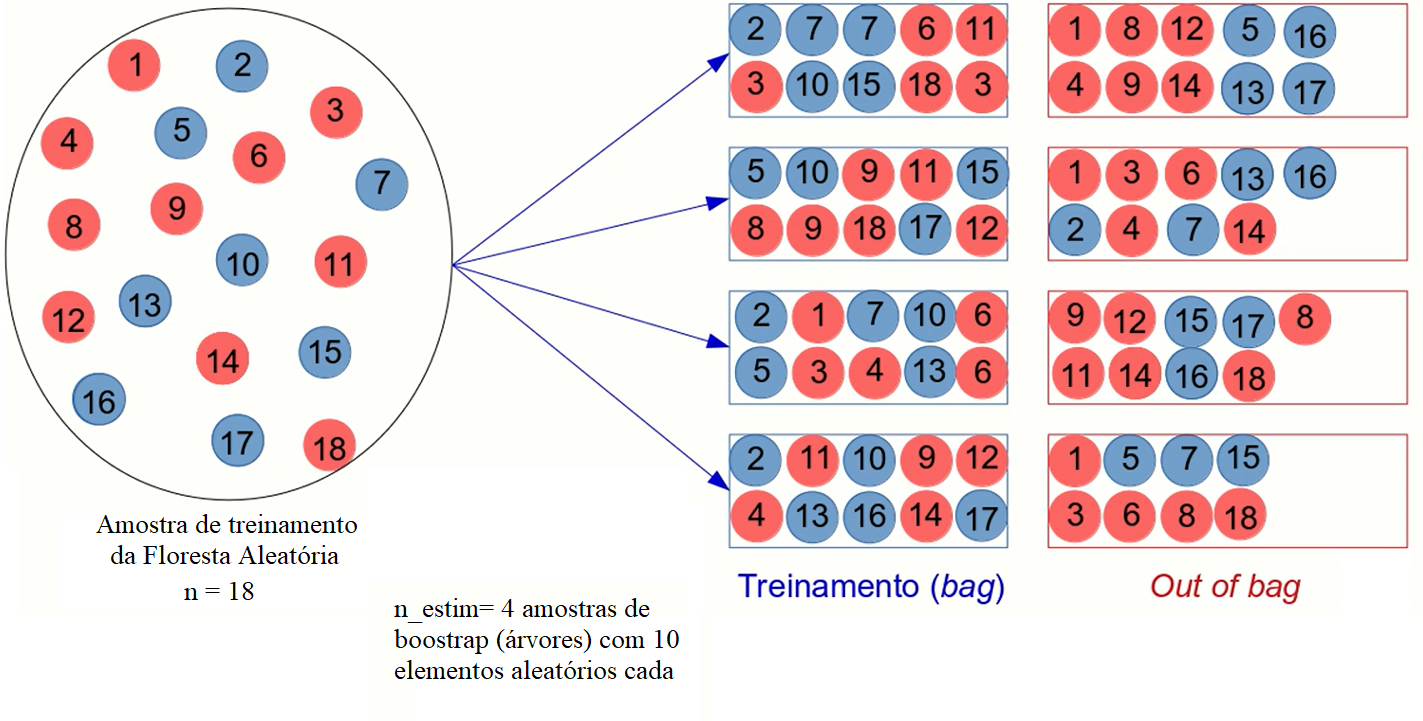 1 2
3
4 5
6
7
8 9
10 11
12 13
14 15
16
17 18
Amostra de treinamento
da Floresta Aleatória
n = 18
n_estim= 4 amostras de
boostrap (árvores) com 10
elementos aleatórios cada
2 7 7 6 11
3 10 15 18 3
1 8 12 5 16
4 9 14 13 17
5 10 9 11 15
8 9 18 17 12
1 3 6 13 16
2 4 7 14
2 1 7 10 6
5 3 4 13 6
9 12 15 17 8
11 14 16 18
2 11 10 9 12
4 13 16 14 17
1 5 7 15
3 6 8 18
Treinamento (bag)
Out of bag